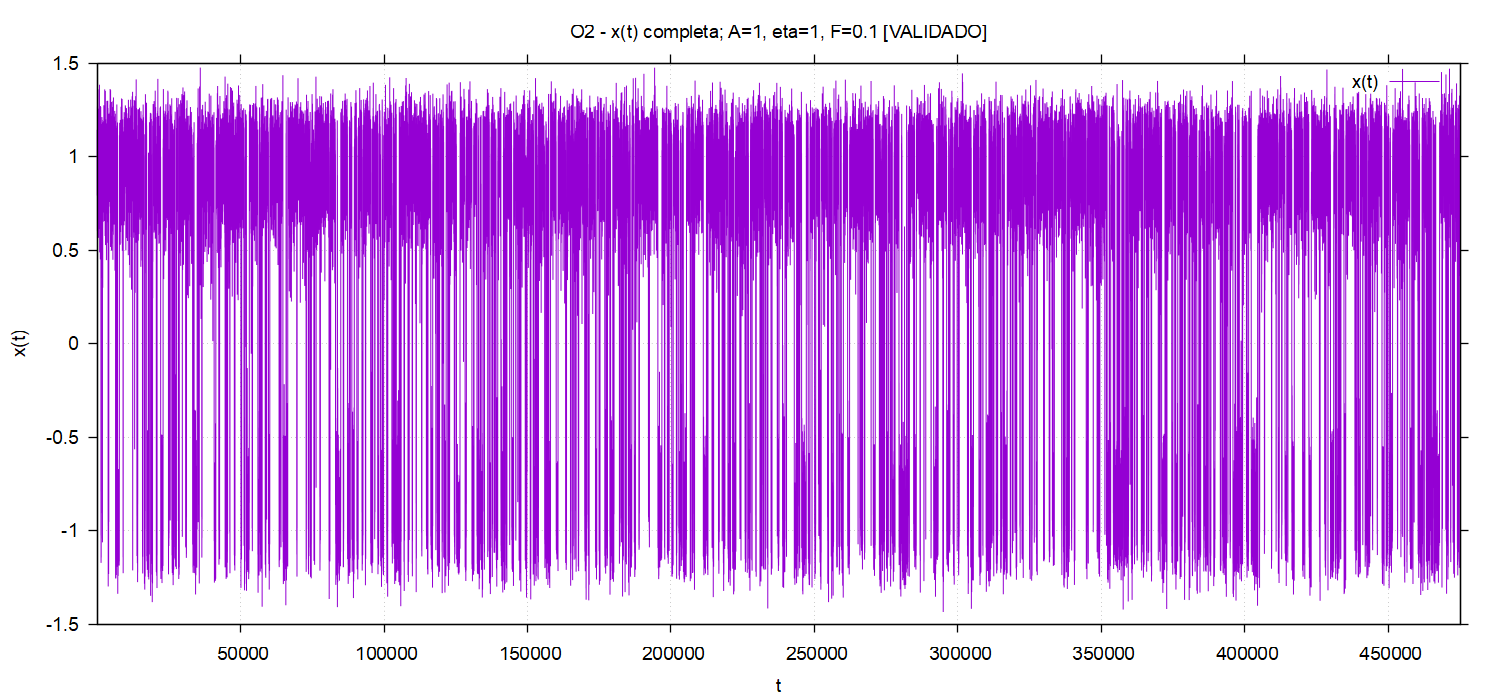 O2 - x(t) completa; A=1, eta=1, F=0.1 [VALIDADO]
x(t)
1.5
1
0.5
0
-0.5
-1
-1.5
x(t)
50000 100000 150000 200000 250000 300000 350000 400000 450000
t